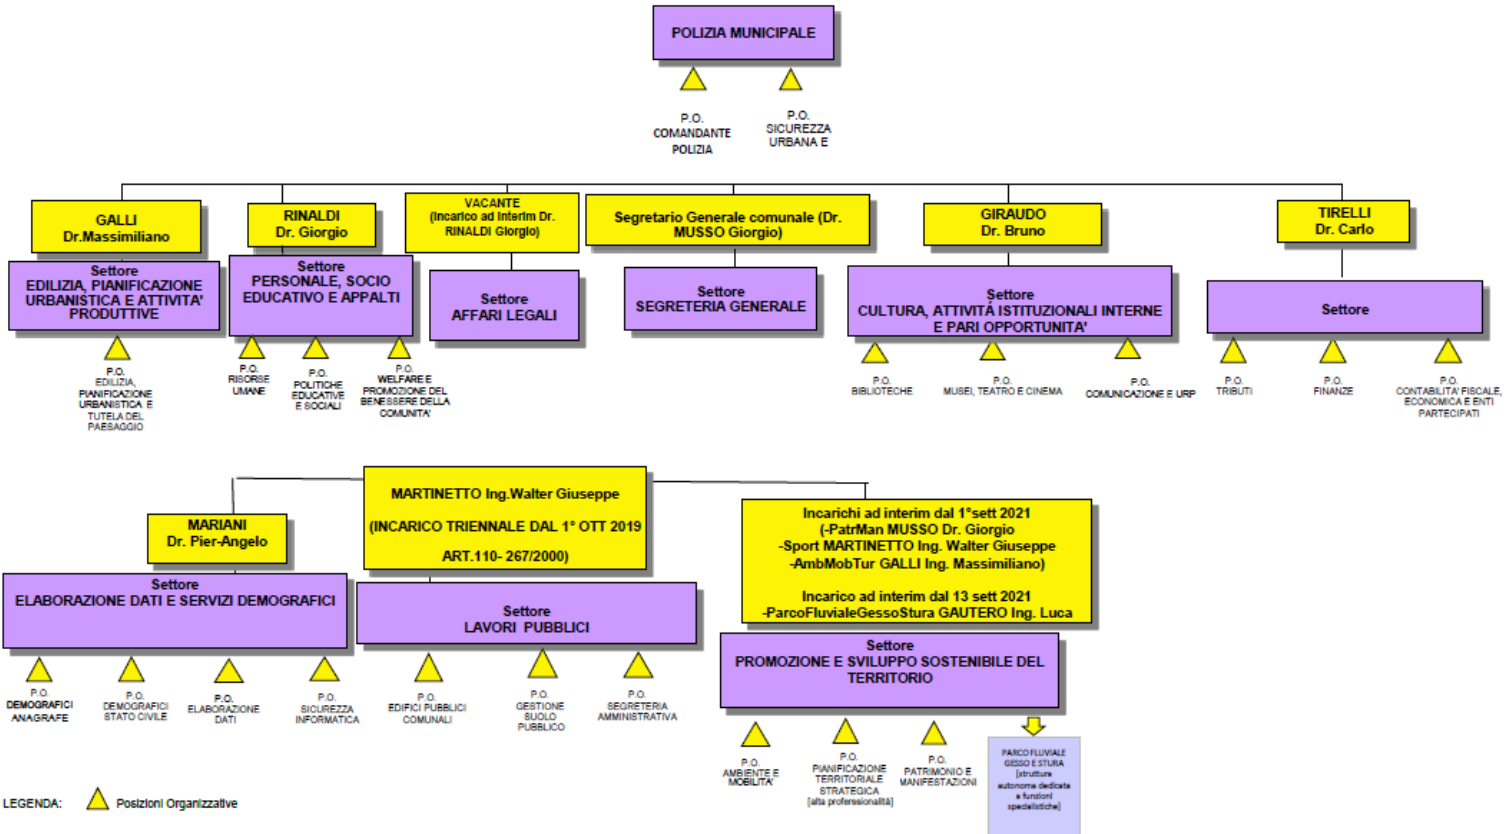 POLIZIA MUNICIPALE
P.O.
COMANDANTE
POLIZIA
P.O.
SICUREZZA
URBANA E
GALLI
Dr.Massimiliano
RINALDI
Dr. Giorgio
VACANTE
(Incarico ad interim Dr.
RINALDI Giorgio)
Segretario Generale comunale (Dr.
MUSSO Giorgio)
GIRAUDO
Dr. Bruno
TIRELLI
Dr. Carlo
Settore
EDILIZIA, PIANIFICAZIONE
URBANISTICA E ATTIVITA'
PRODUTTIVE
Settore
PERSONALE, SOCIO
EDUCATIVO E APPALTI
Settore
AFFARI LEGALI
Settore
SEGRETERIA GENERALE
Settore
CULTURA, ATTIVITÁ ISTITUZIONALI INTERNE
E PARI OPPORTUNITA'
Settore
P.O.
EDILIZIA,
PIANIFICAZIONE
URBANISTICA E
TUTELA DEL
PAESAGGIO
P.O.
RISORSE
UMANE
P.O.
POLITICHE
EDUCATIVE
E SOCIALI
P.O.
WELFARE E
PROMOZIONE DEL
BENESSERE DELLA
COMUNITA'
P.O.
BIBLIOTECHE
P.O.
MUSEI, TEATRO E CINEMA
P.O.
COMUNICAZIONE E URP
P.O.
TRIBUTI
P.O.
FINANZE
P.O.
CONTABILITA' FISCALE,
ECONOMICA E ENTI
PARTECIPATI
MARIANI
Dr. Pier-Angelo
MARTINETTO Ing.Walter Giuseppe
(INCARICO TRIENNALE DAL 1° OTT 2019
ART.110- 267/2000)
Incarichi ad interim dal 1°sett 2021
(-PatrMan MUSSO Dr. Giorgio
-Sport MARTINETTO Ing. Walter Giuseppe
-AmbMobTur GALLI Ing. Massimiliano)
Incarico ad interim dal 13 sett 2021
-ParcoFluvialeGessoStura GAUTERO Ing. Luca
Settore
ELABORAZIONE DATI E SERVIZI DEMOGRAFICI
Settore
LAVORI PUBBLICI
Settore
PROMOZIONE E SVILUPPO SOSTENIBILE DEL
TERRITORIO
P.O.
DEMOGRAFICI
ANAGRAFE
P.O.
DEMOGRAFICI
STATO CIVILE
P.O.
ELABORAZIONE
DATI
P.O.
SICUREZZA
INFORMATICA
P.O.
EDIFICI PUBBLICI
COMUNALI
P.O.
GESTIONE
SUOLO
PUBBLICO
P.O.
SEGRETERIA
AMMINISTRATIVA
P.O.
AMBIENTE E
MOBILITA'
P.O.
PIANIFICAZIONE
TERRITORIALE
STRATEGICA
[alta professionalità]
P.O.
PATRIMONIO E
MANIFESTAZIONI
PARCO FLUVIALE
GESSO E STURA
[struttura
autonoma dedicata
a funzioni
specialistiche]
LEGENDA:
Posizioni Organizzative